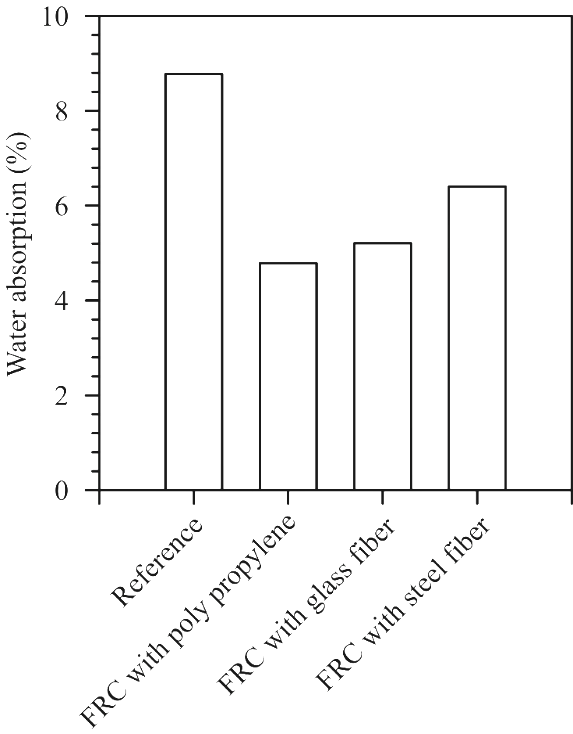 10
8
6
4
2
0
Water absorption (%)
Reference
FRC with poly propylene
FRC with glass fiber
FRC with steel fiber